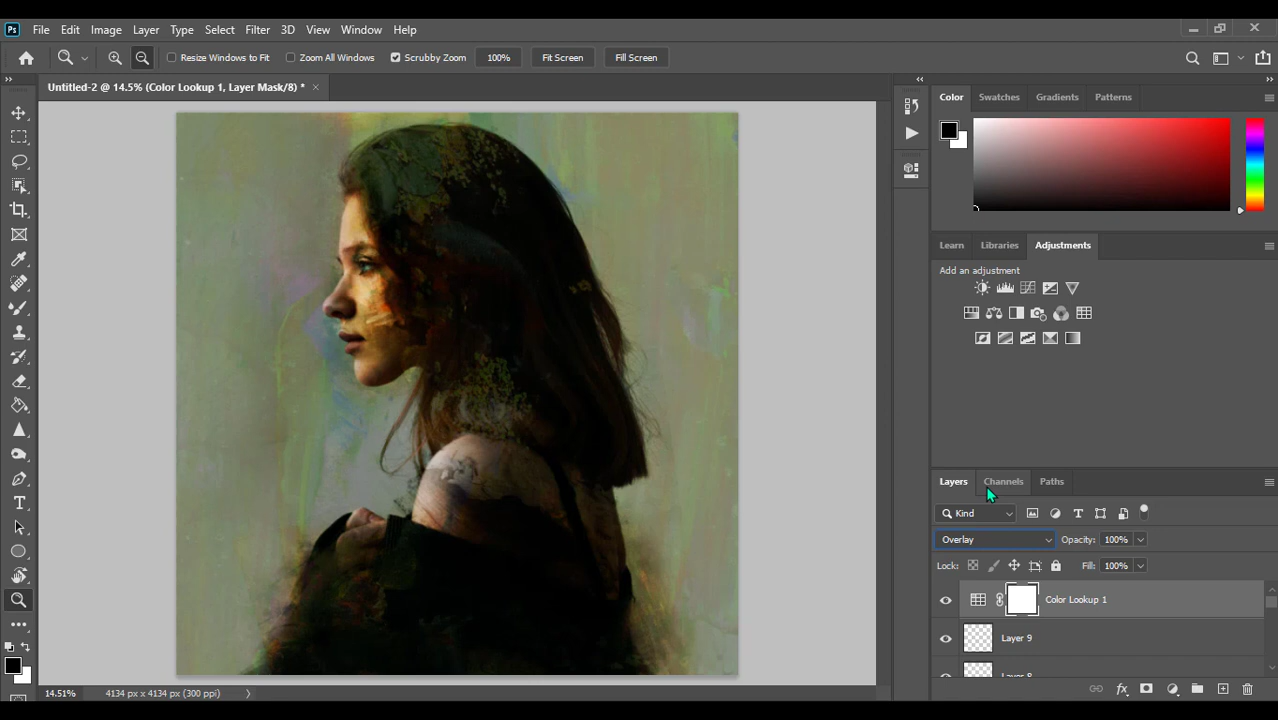 Ps File Edit Image Layer Type Select Filter 3D View Window Help
Resize Windows to Fit Zoom All Windows Scrubby Zoom 100% Fit Screen Fill Screen
Untitled-2 @ 14.5% (Color Lookup 1, Layer Mask/8) * ×
Color Swatches Gradients Patterns
Learn Libraries Adjustments
Add an adjustment
Layers Channels Paths
Kind
Overlay Opacity: 100%
Lock: Fill: 100%
Color Lookup 1
Layer 9
Layer 8
14.51% 4134 px x 4134 px (300 ppi)